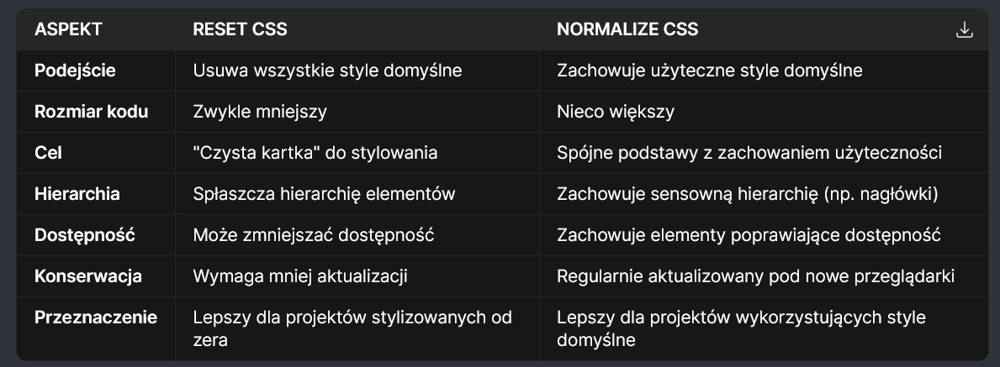 ASPEKT RESET CSS NORMALIZE CSS
Podejście Usuwa wszystkie style domyślne Zachowuje użyteczne style domyślne
Rozmiar kodu Zwykle mniejszy Nieco większy
Cel "Czysta kartka" do stylowania Spójne podstawy z zachowaniem użyteczności
Hierarchia Spłaszcza hierarchię elementów Zachowuje sensowną hierarchię (np. nagłówki)
Dostępność Może zmniejszać dostępność Zachowuje elementy poprawiające dostępność
Konserwacja Wymaga mniej aktualizacji Regularnie aktualizowany pod nowe przeglądarki
Przeznaczenie Lepszy dla projektów stylizowanych od Lepszy dla projektów wykorzystujących style
zera domyślne